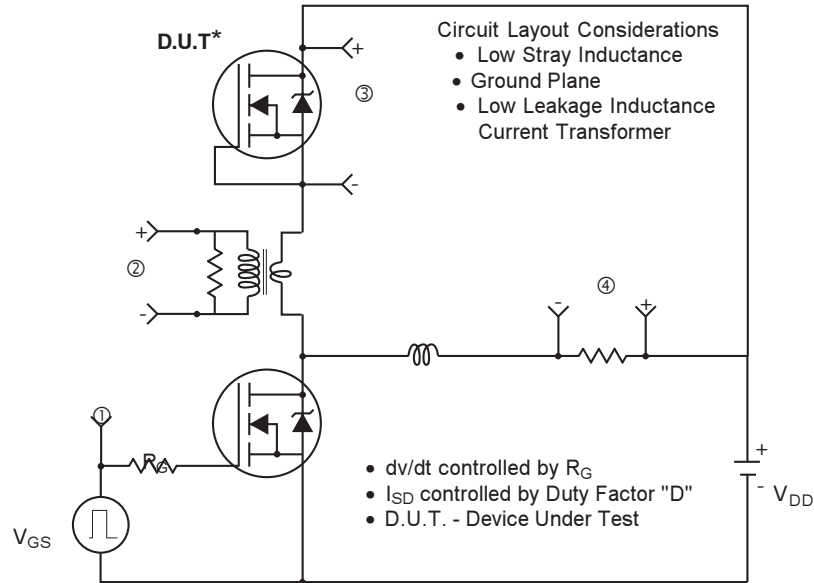 D.U.T*
+
③
-
Circuit Layout Considerations
• Low Stray Inductance
• Ground Plane
• Low Leakage Inductance
Current Transformer
+
②
-
④
-
+
①
RG
VGS
• dv/dt controlled by RG
• ISD controlled by Duty Factor "D"
• D.U.T. - Device Under Test
+
-
VDD